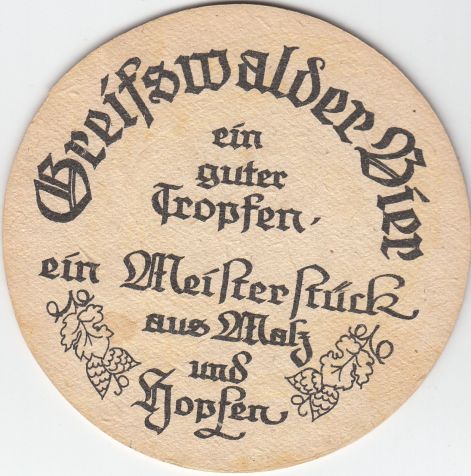 Greifswalder Bier
ein
guter
Tropfen,
ein Meisterstück
aus Malz
und
Hopfen